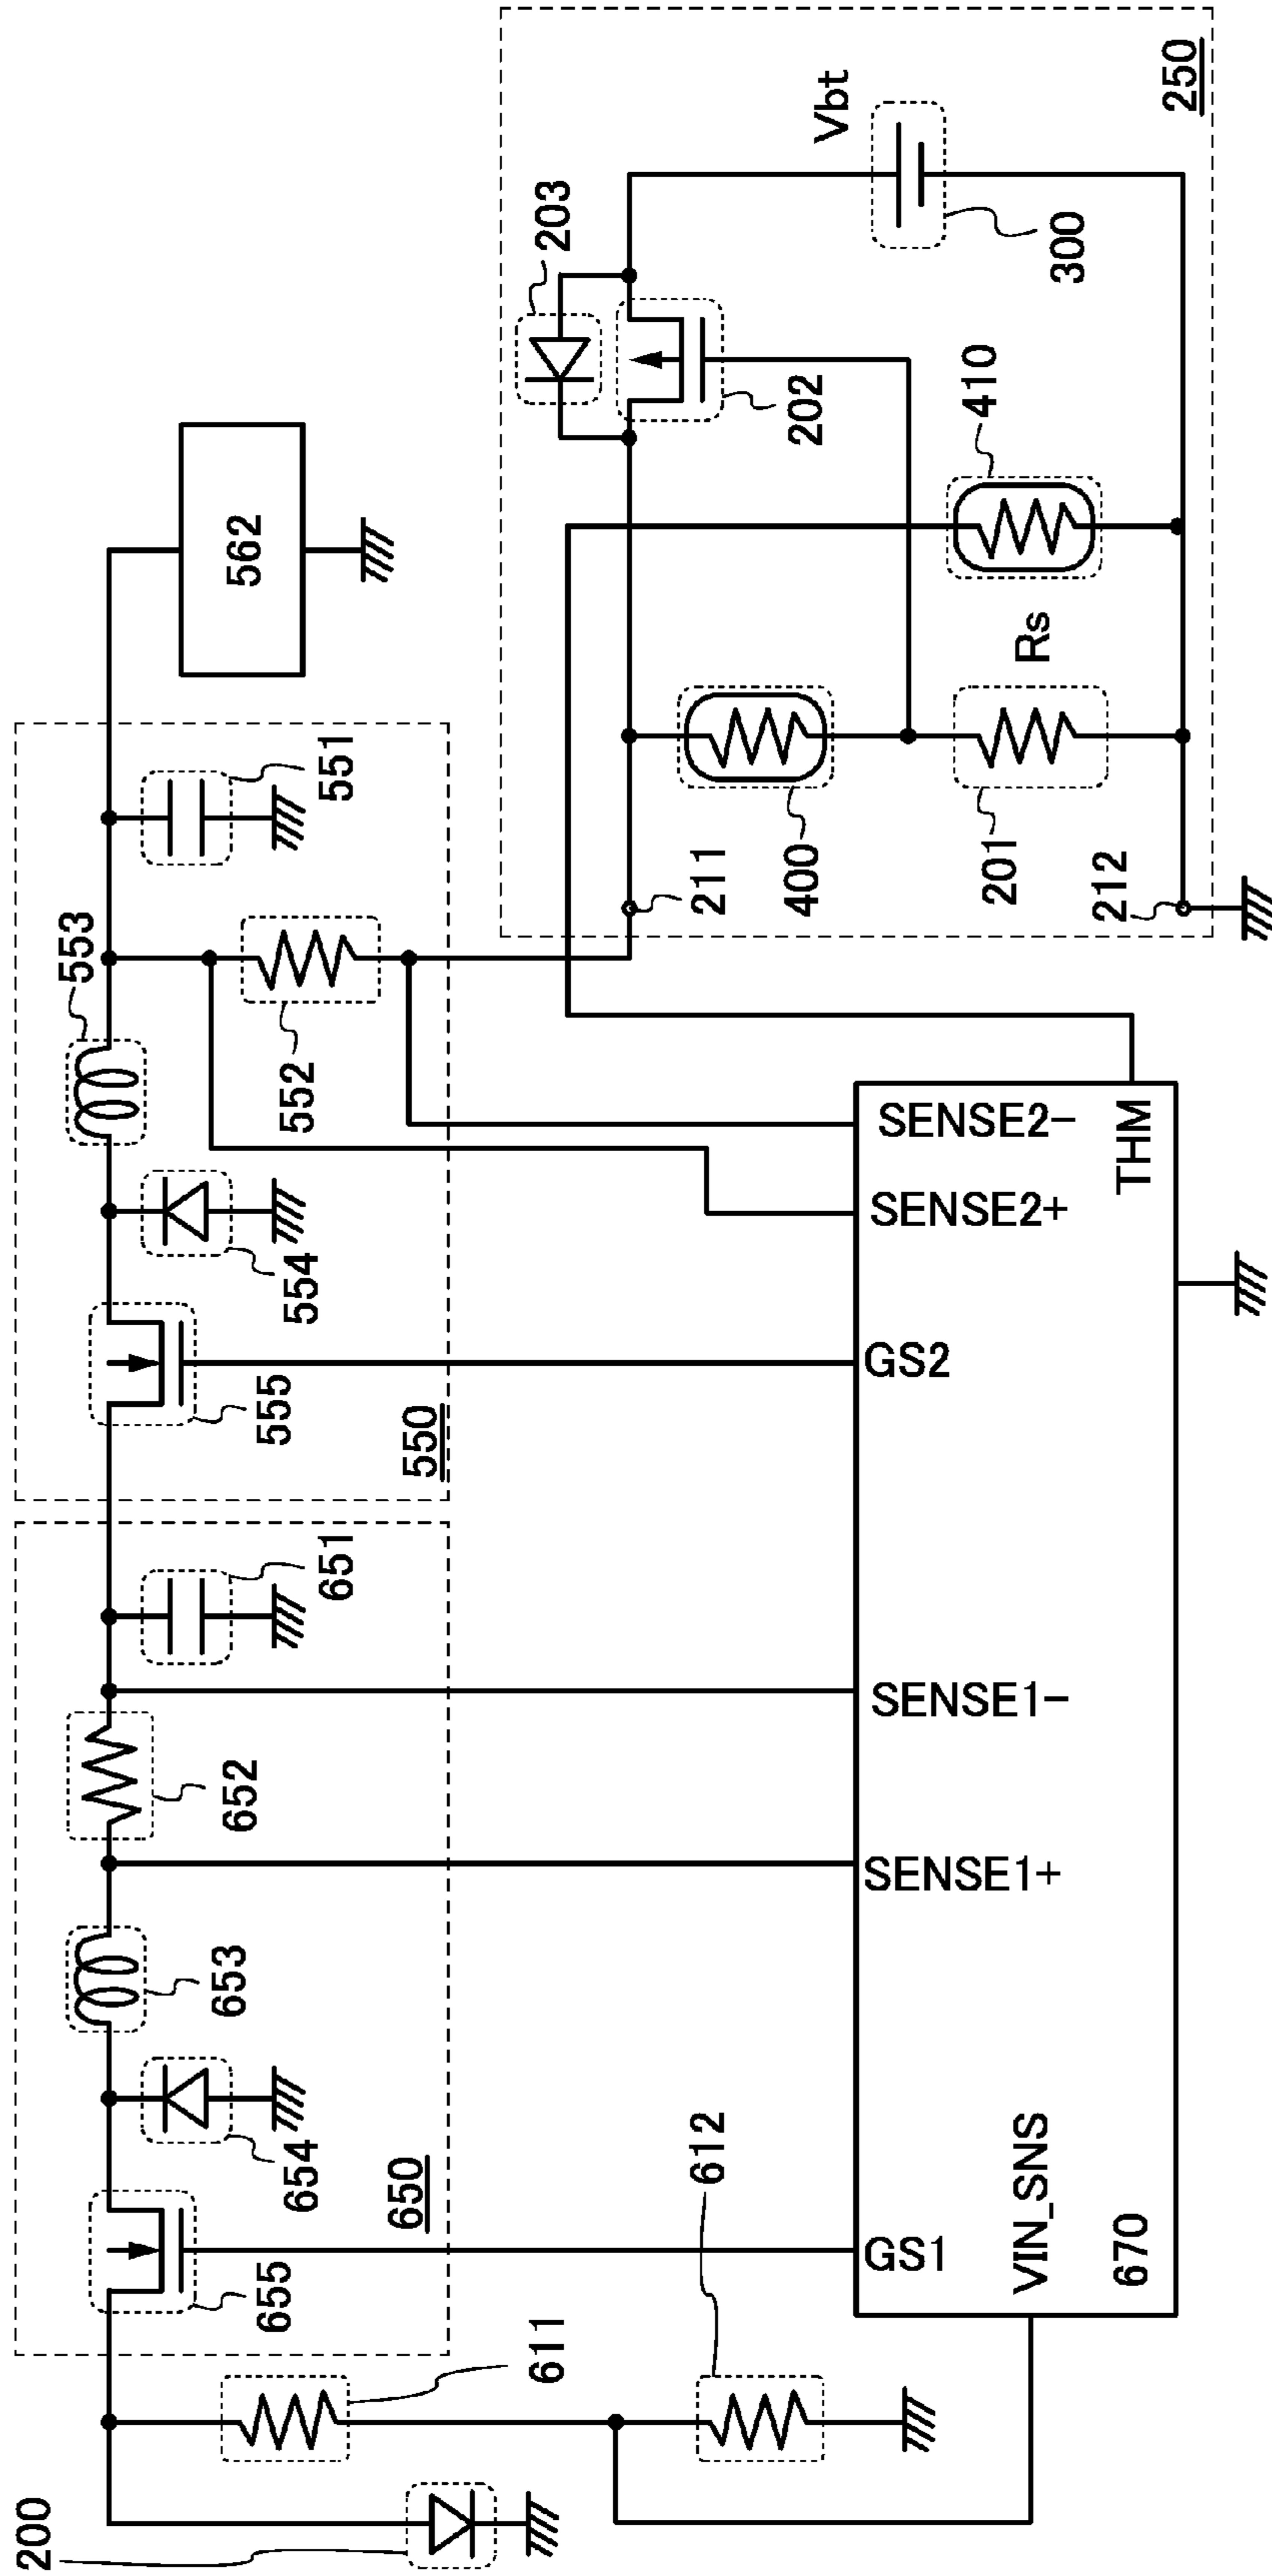 200
611
612
655
650
654
653
652
651
555
550
554
553
552
551
562
GS1
SENSE1+
SENSE1-
GS2
SENSE2+
SENSE2-
VIN_SNS
THM
670
211
212
400
201
Rs
410
202
203
300
Vbt
250